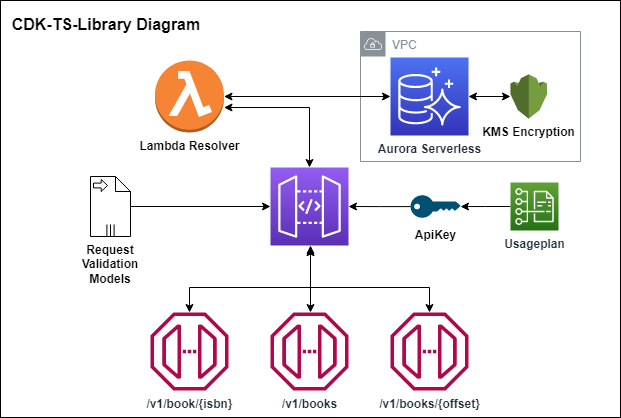 CDK-TS-Library Diagram
VPC
Lambda Resolver
Aurora Serverless
KMS Encryption
</>
Request
Validation
Models
ApiKey
Usageplan
/v1/book/{isbn}
/v1/books
/v1/books/{offset}